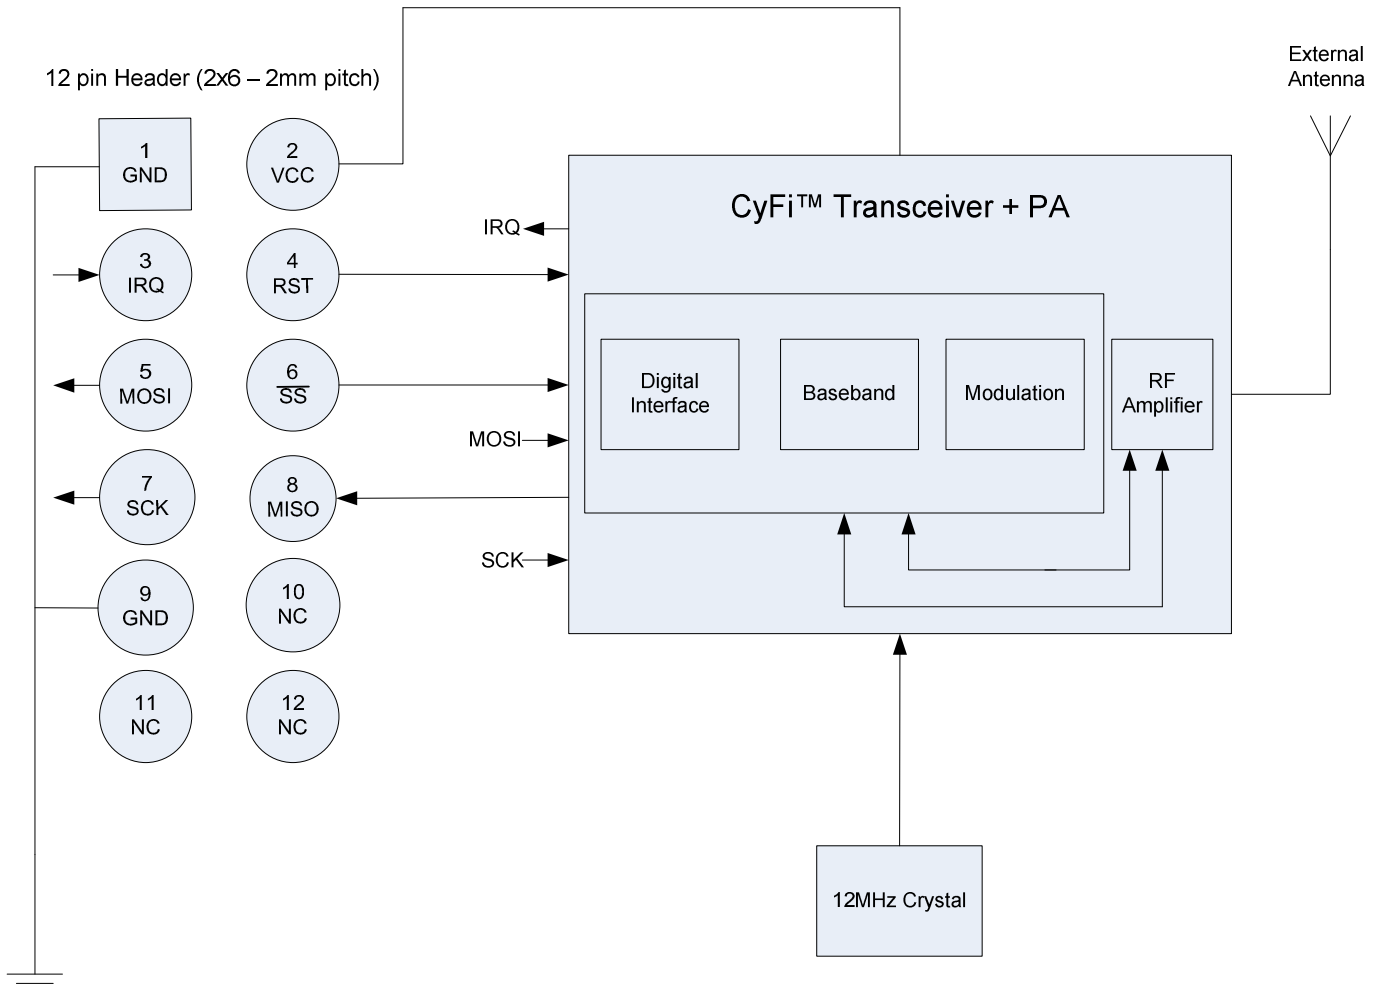 External
Antenna
12 pin Header (2x6 – 2mm pitch)
1
GND
2
VCC
CyFi™ Transceiver + PA
IRQ
3
IRQ
4
RST
5
MOSI
6
SS
Digital
Interface
Baseband
Modulation
RF
Amplifier
MOSI
7
SCK
8
MISO
SCK
9
GND
10
NC
11
NC
12
NC
12MHz Crystal